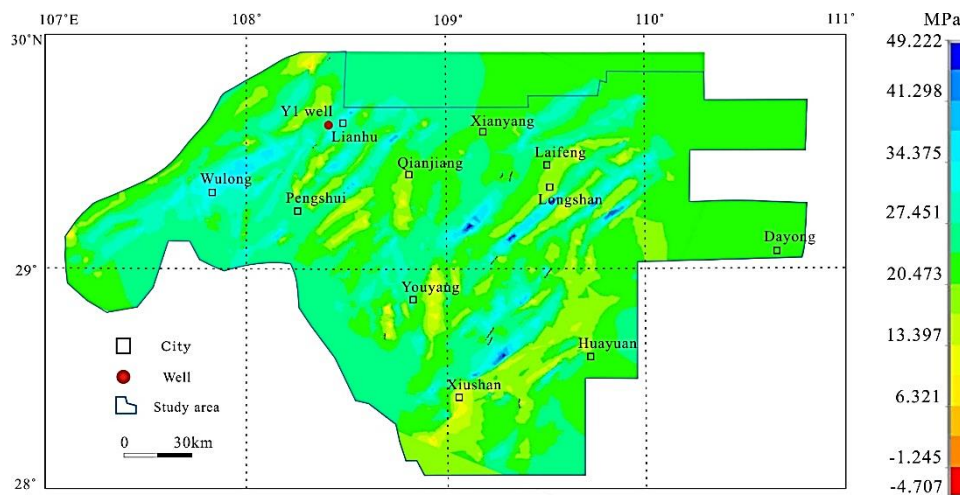 107°E
108°
109°
110°
111°
MPa
30°N
49.222
41.298
34.375
27.451
20.473
13.397
6.321
-1.245
-4.707
Y1 well
Lianhu
Xianyang
Qianjiang
Laifeng
Wulong
Pengshui
Longshan
Dayong
29°
Youyang
Huayuan
Xiushan
City
Well
Study area
0 30km
28°